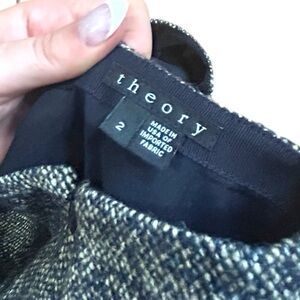 theory
2
MADE IN
USA OF
IMPORTED
FABRIC